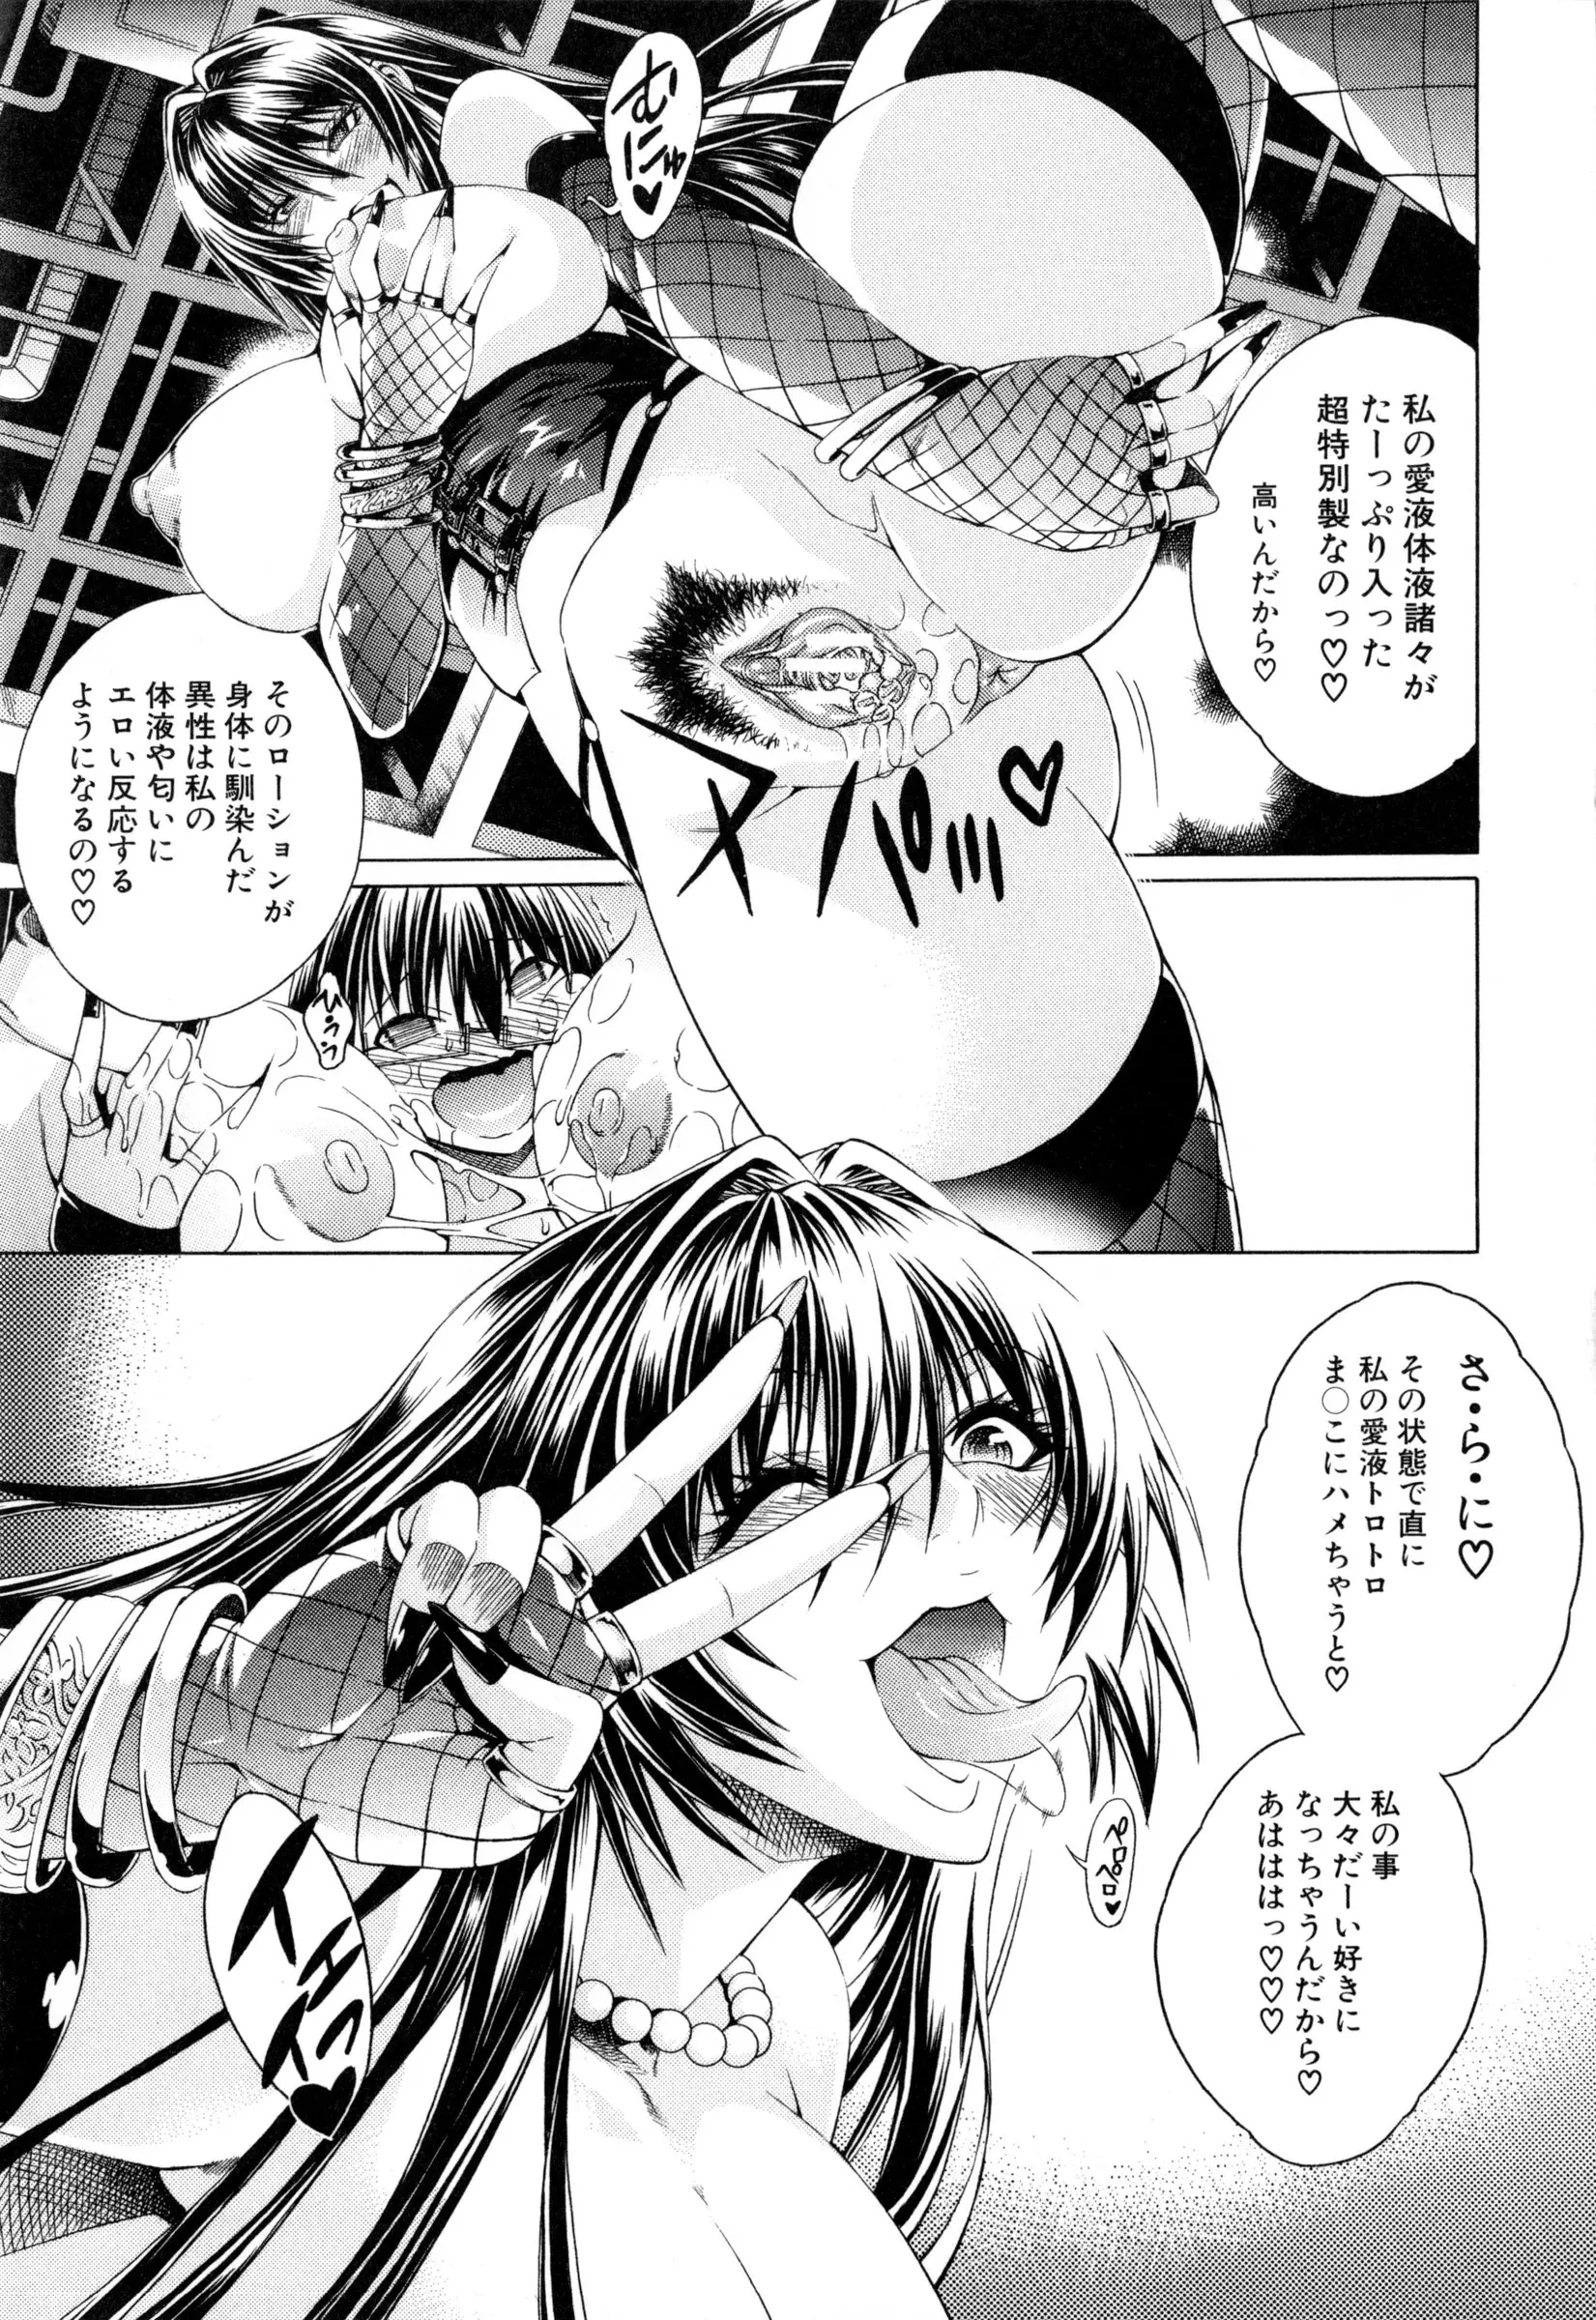 私の愛液体液諸々が
たーっぷり入った
超特別製なのっ♡♡
高いんだから♡
むにゅ♥
ヌパァ♡
そのローションが
身体に馴染んだ
異性は私の
体液や匂いに
エロい反応する
ようになるの♡♡
ひぅぅ
さ・ら・に♡
その状態で直に
私の愛液トロトロ
ま○こにハメちゃうと♡
私の事
大々だーい好きに
なっちゃうんだから♡
あはははっ♡♡♡
イエーイ♥